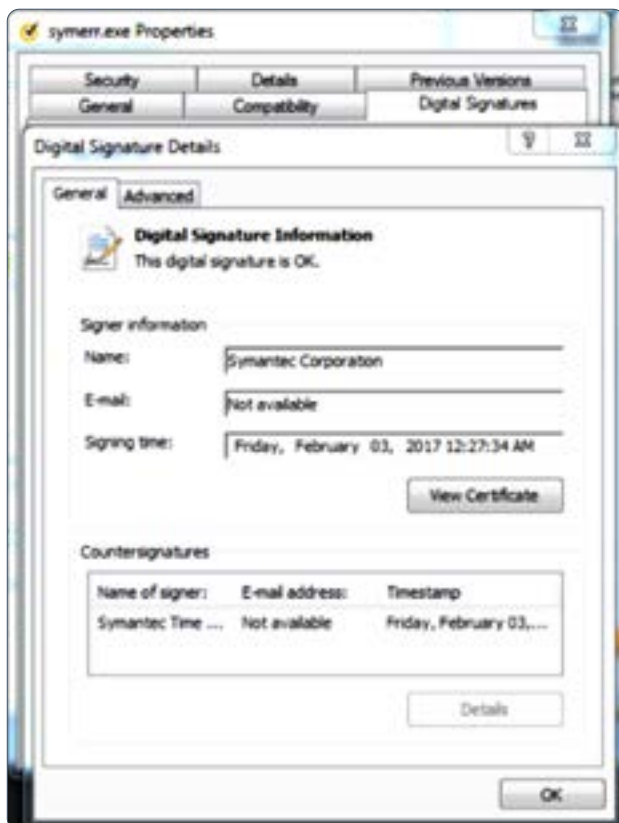 symerr.exe Properties
Security Details Previous Versions
General Compatibility Digital Signatures
Digital Signature Details
General Advanced
Digital Signature Information
This digital signature is OK.
Signer information
Name: Symantec Corporation
E-mail: Not available
Signing time: Friday, February 03, 2017 12:27:34 AM
View Certificate
Countersignatures
Name of signer: E-mail address: Timestamp
Symantec Time ... Not available Friday, February 03,...
Details
OK